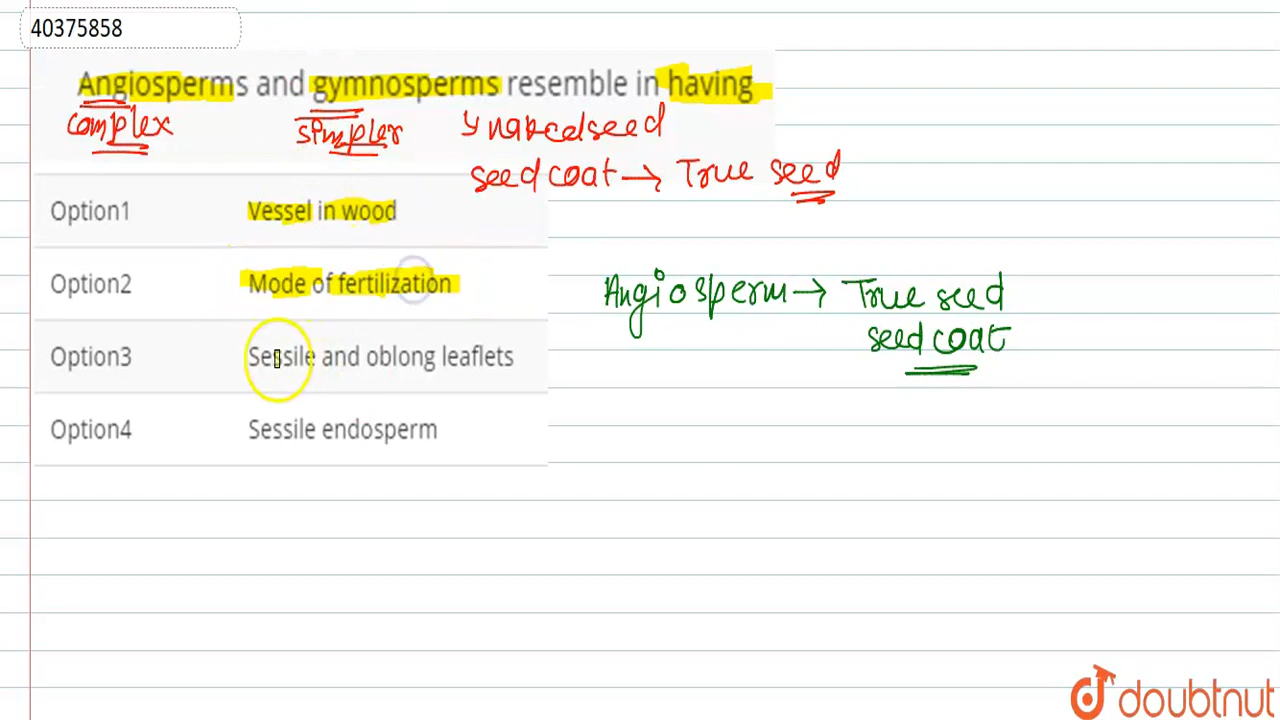 40375858
Angiosperms and gymnosperms resemble in having
complex simpler naked seed
seed coat → True seed
Option1 Vessel in wood
Option2 Mode of fertilization
Angiosperm → True seed
seed coat
Option3 Sessile and oblong leaflets
Option4 Sessile endosperm
doubtnut